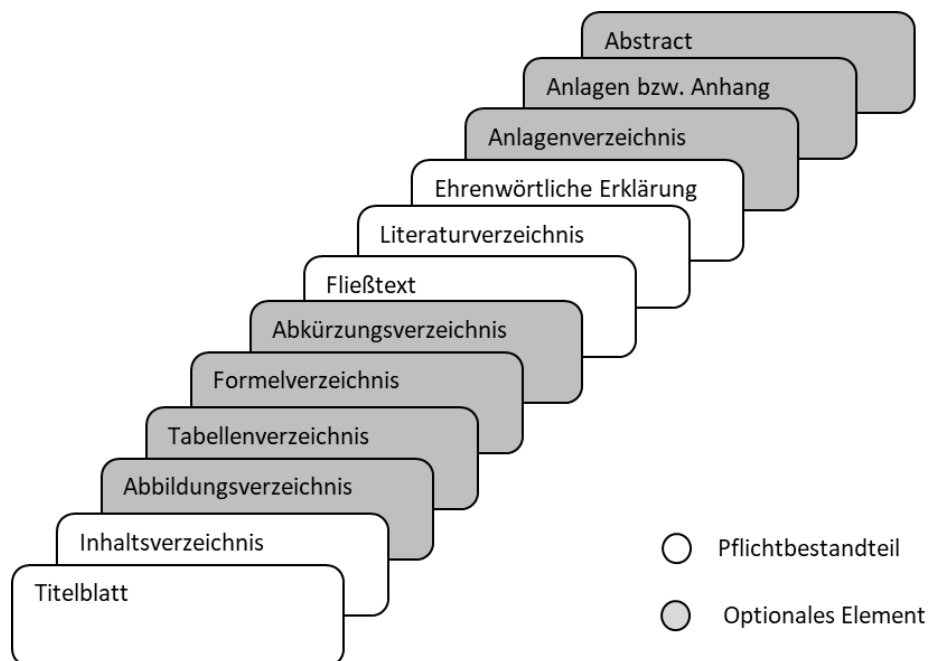 Abstract
Anlagen bzw. Anhang
Anlagenverzeichnis
Ehrenwörtliche Erklärung
Literaturverzeichnis
Fließtext
Abkürzungsverzeichnis
Formelverzeichnis
Tabellenverzeichnis
Abbildungsverzeichnis
Inhaltsverzeichnis
Titelblatt
Pflichtbestandteil
Optionales Element